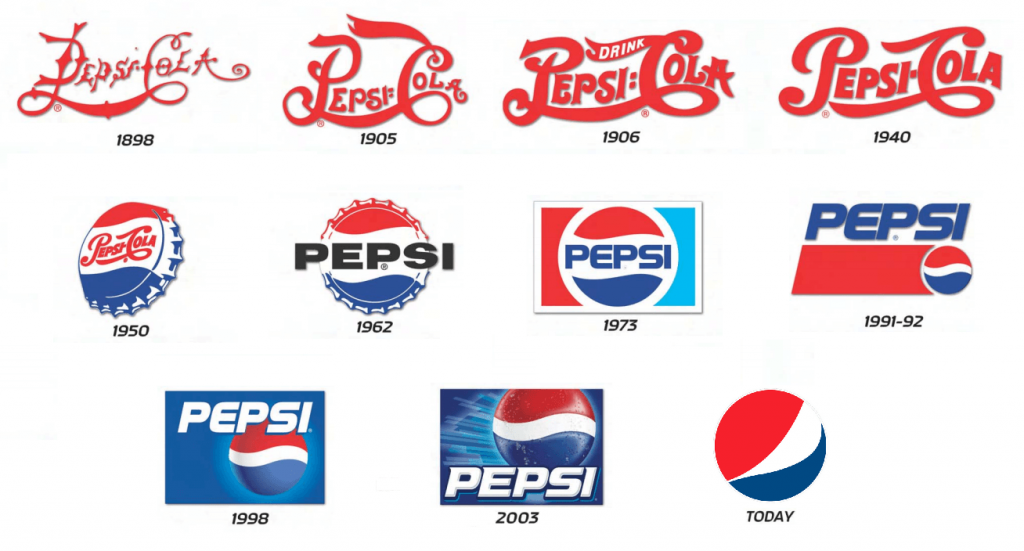 PEPSI-COLA
®
1898
PEPSI:COLA
®
1905
DRINK
PEPSI:COLA
®
1906
PEPSI-COLA
®
1940
PEPSI-COLA
1950
PEPSI
®
1962
PEPSI
1973
PEPSI
®
1991-92
PEPSI
®
1998
PEPSI
2003
TODAY